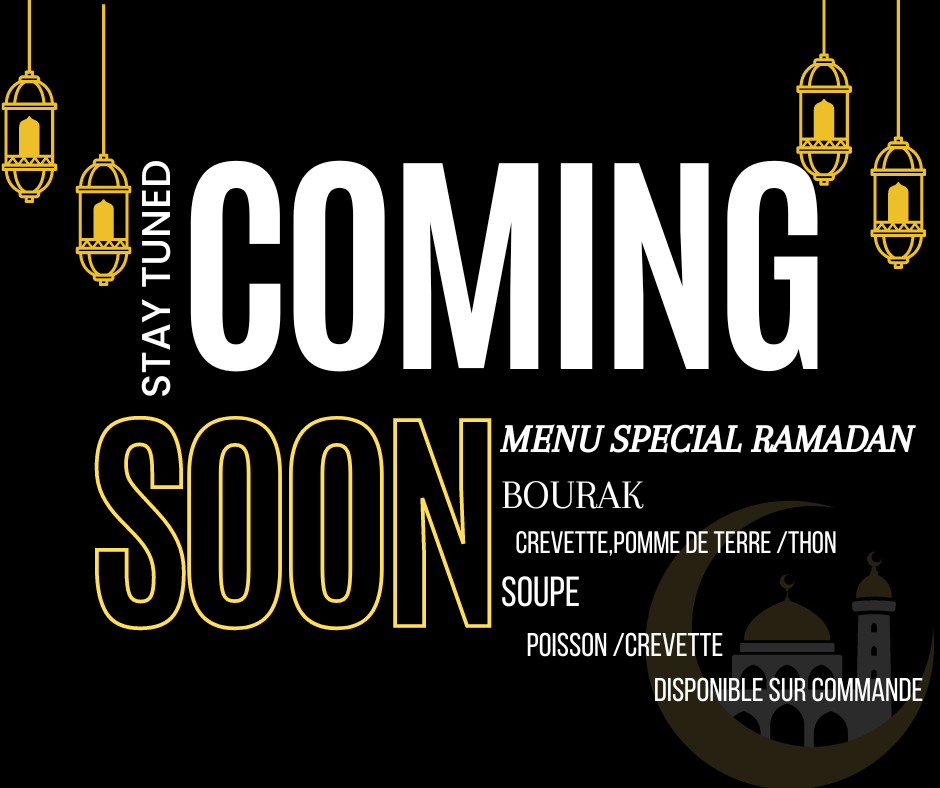 STAY TUNED
COMING
SOON
MENU SPECIAL RAMADAN
BOURAK
CREVETTE,POMME DE TERRE /THON
SOUPE
POISSON /CREVETTE
DISPONIBLE SUR COMMANDE